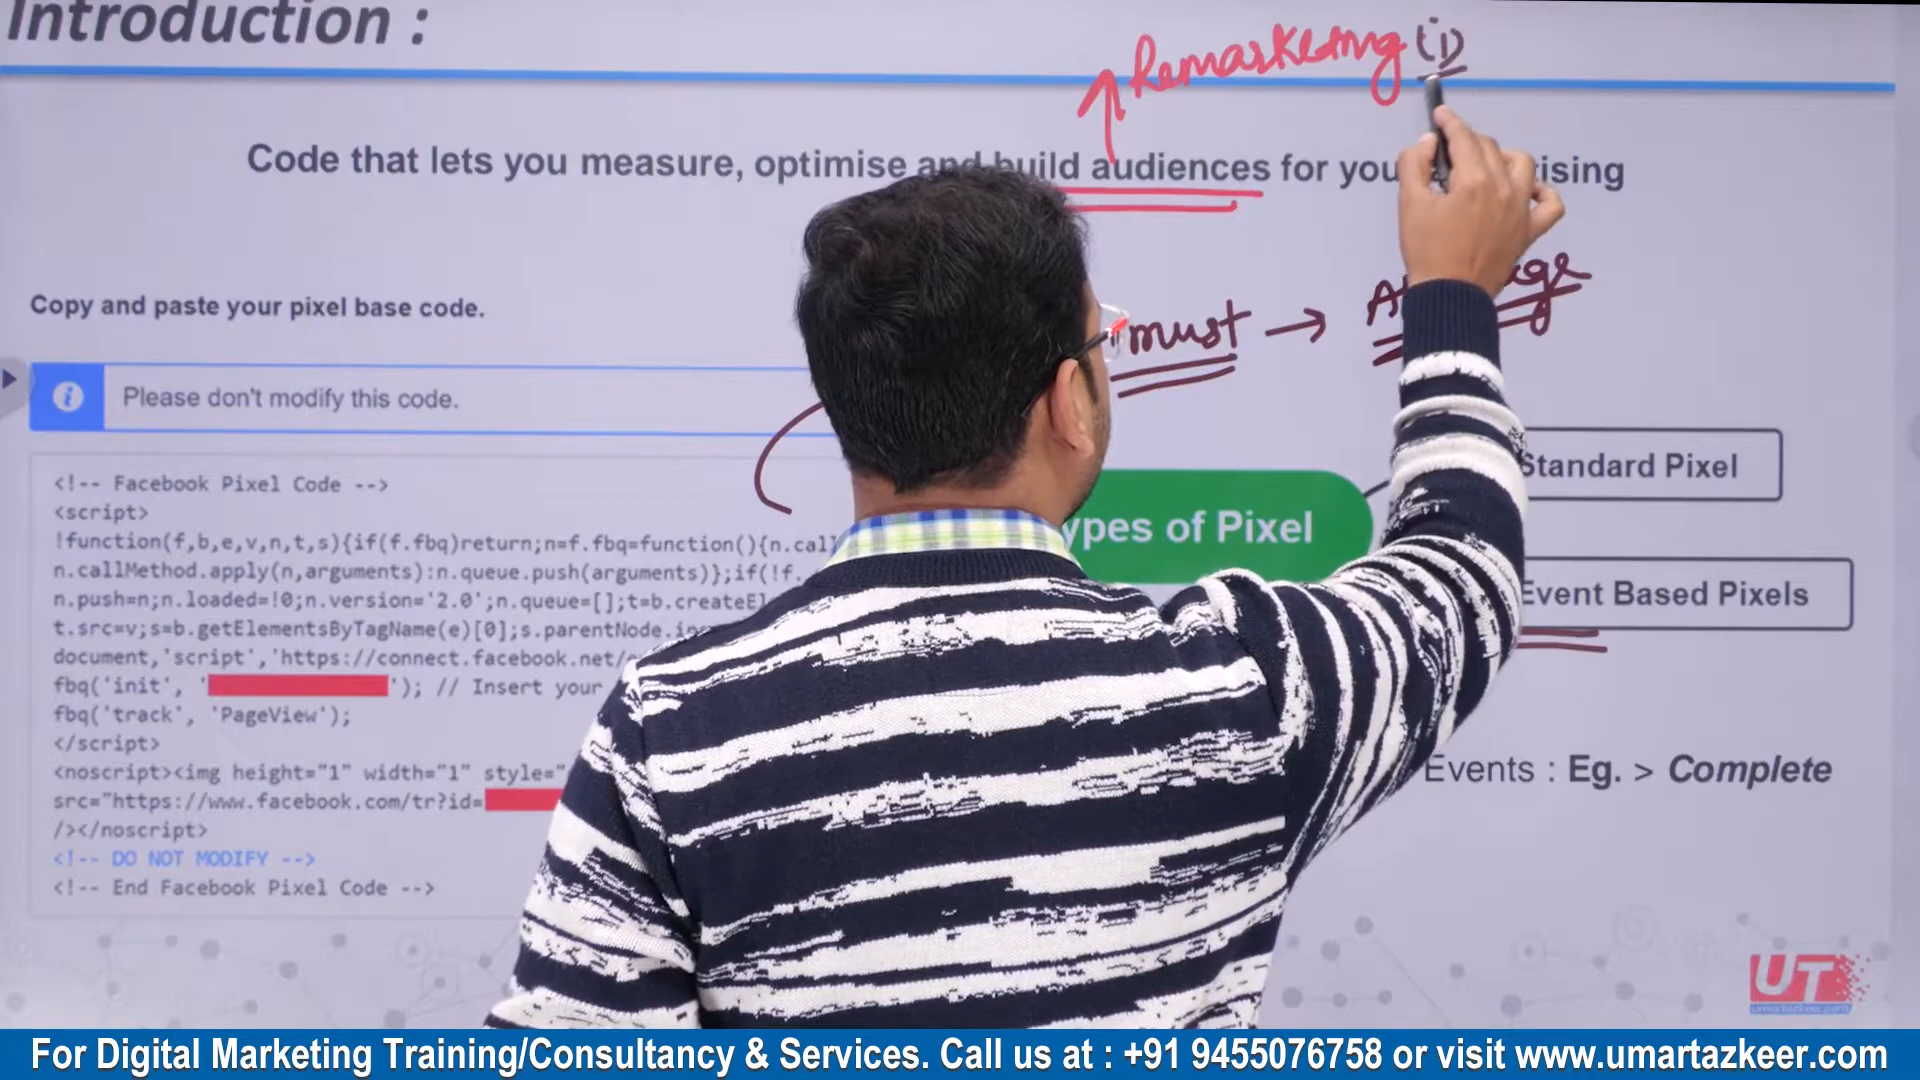 Introduction :
Remarketing (i)
Code that lets you measure, optimise and build audiences for
Copy and paste your pixel base code.
must →
Please don't modify this code.
<!-- Facebook Pixel Code -->
<script>
!function(f,b,e,v,n,t,s){if(f.fbq)return;n=f.fbq=function(){n.cal
n.callMethod.apply(n,arguments):n.queue.push(arguments)};if(!f.
n.push=n;n.loaded=!0;n.version='2.0';n.queue=[];t=b.createEl
t.src=v;s=b.getElementsByTagName(e)[0];s.parentNode.in
document,'script','https://connect.facebook.net/
fbq('init', ' '); // Insert your
fbq('track', 'PageView');
</script>
<noscript><img height="1" width="1" style="
src="https://www.facebook.com/tr?id=
/></noscript>
<!-- DO NOT MODIFY -->
<!-- End Facebook Pixel Code -->
ypes of Pixel
Standard Pixel
Event Based Pixels
Events : Eg. > Complete
UT
umartazkeer.com
For Digital Marketing Training/Consultancy & Services. Call us at : +91 9455076758 or visit www.umartazkeer.com